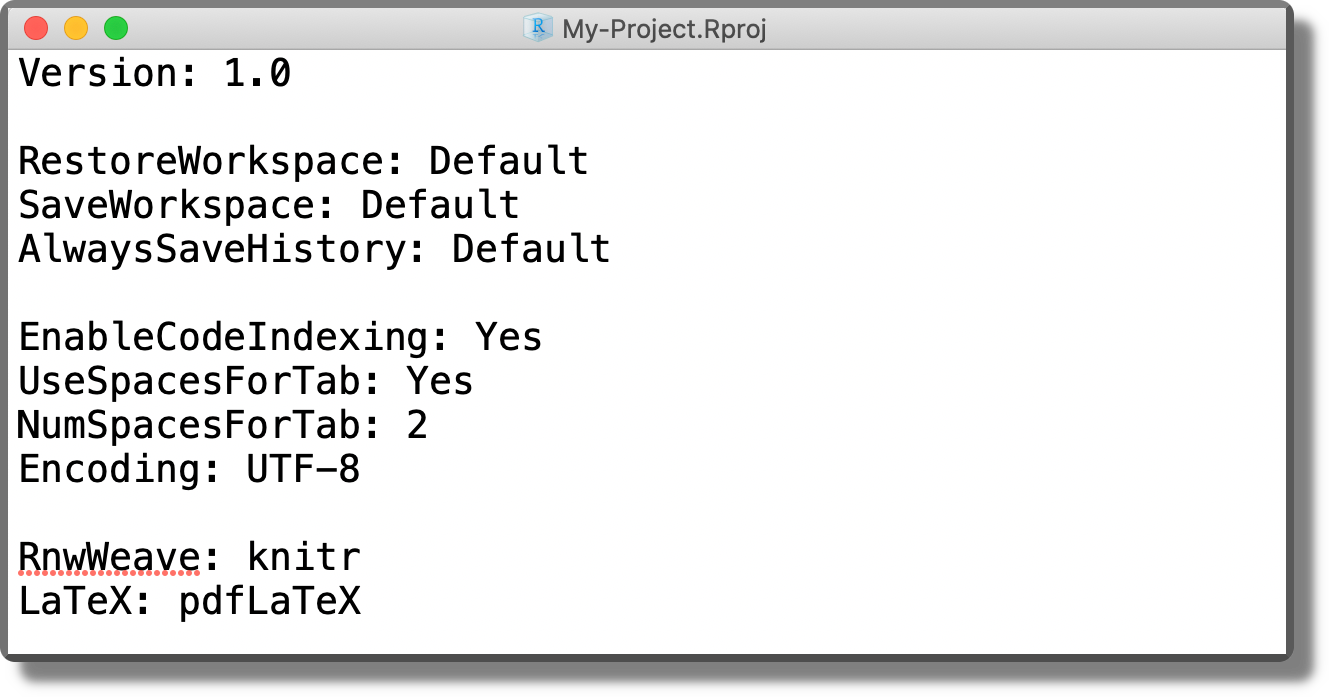 My-Project.Rproj
Version: 1.0
RestoreWorkspace: Default
SaveWorkspace: Default
AlwaysSaveHistory: Default
EnableCodeIndexing: Yes
UseSpacesForTab: Yes
NumSpacesForTab: 2
Encoding: UTF-8
RnwWeave: knitr
LaTeX: pdfLaTeX